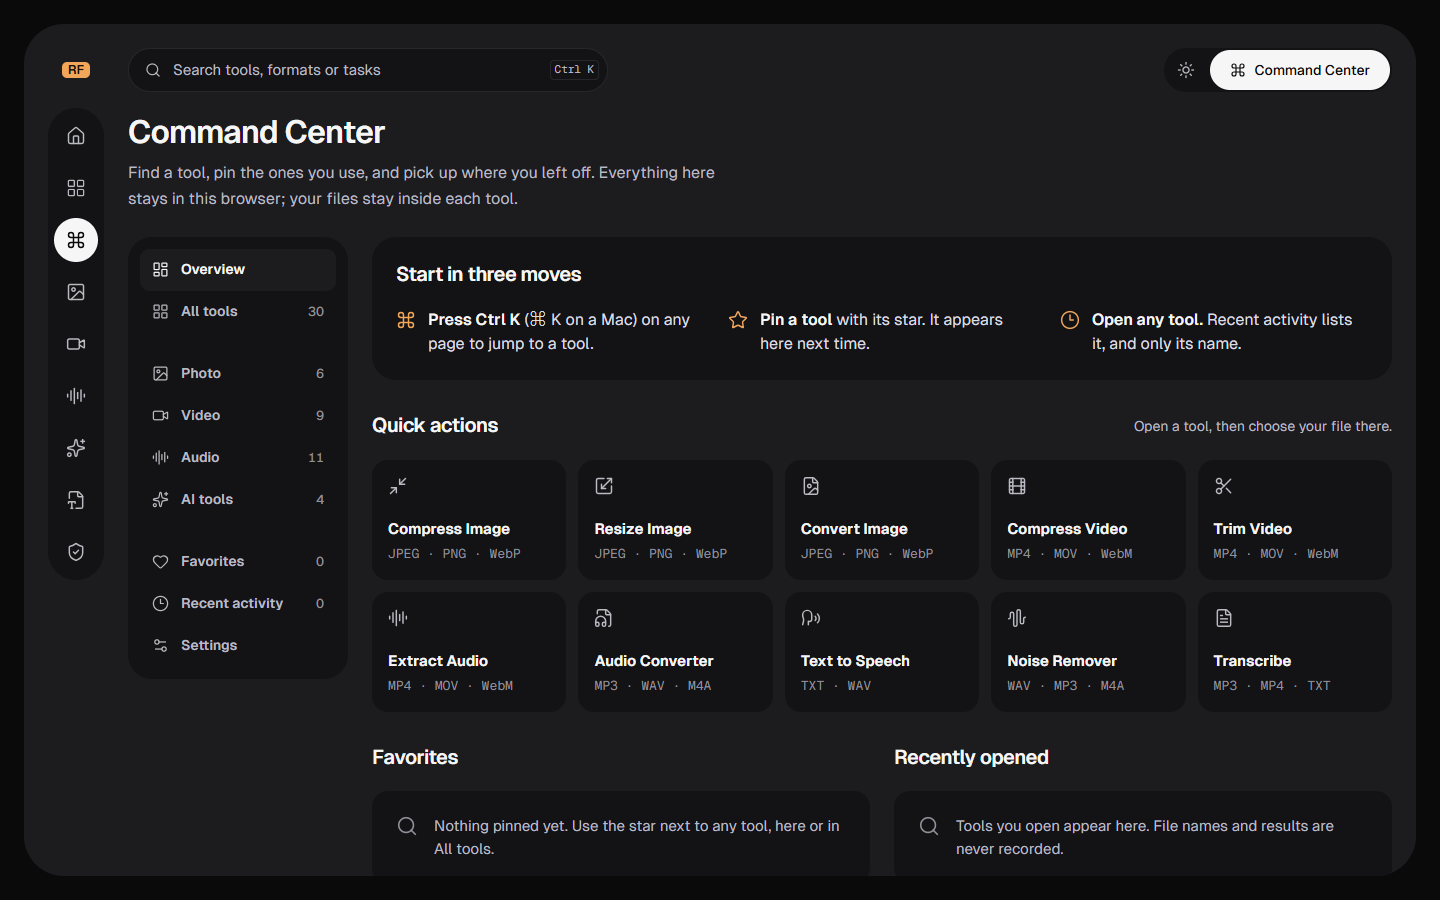 RF
Search tools, formats or tasks
Ctrl K
Command Center
Command Center
Find a tool, pin the ones you use, and pick up where you left off. Everything here
stays in this browser; your files stay inside each tool.
Overview
All tools 30
Photo 6
Video 9
Audio 11
AI tools 4
Favorites 0
Recent activity 0
Settings
Start in three moves
Press Ctrl K (⌘ K on a Mac) on any
page to jump to a tool.
Pin a tool with its star. It appears
here next time.
Open any tool. Recent activity lists
it, and only its name.
Quick actions
Open a tool, then choose your file there.
Compress Image
JPEG · PNG · WebP
Resize Image
JPEG · PNG · WebP
Convert Image
JPEG · PNG · WebP
Compress Video
MP4 · MOV · WebM
Trim Video
MP4 · MOV · WebM
Extract Audio
MP4 · MOV · WebM
Audio Converter
MP3 · WAV · M4A
Text to Speech
TXT · WAV
Noise Remover
WAV · MP3 · M4A
Transcribe
MP3 · MP4 · TXT
Favorites
Nothing pinned yet. Use the star next to any tool, here or in
All tools.
Recently opened
Tools you open appear here. File names and results are
never recorded.